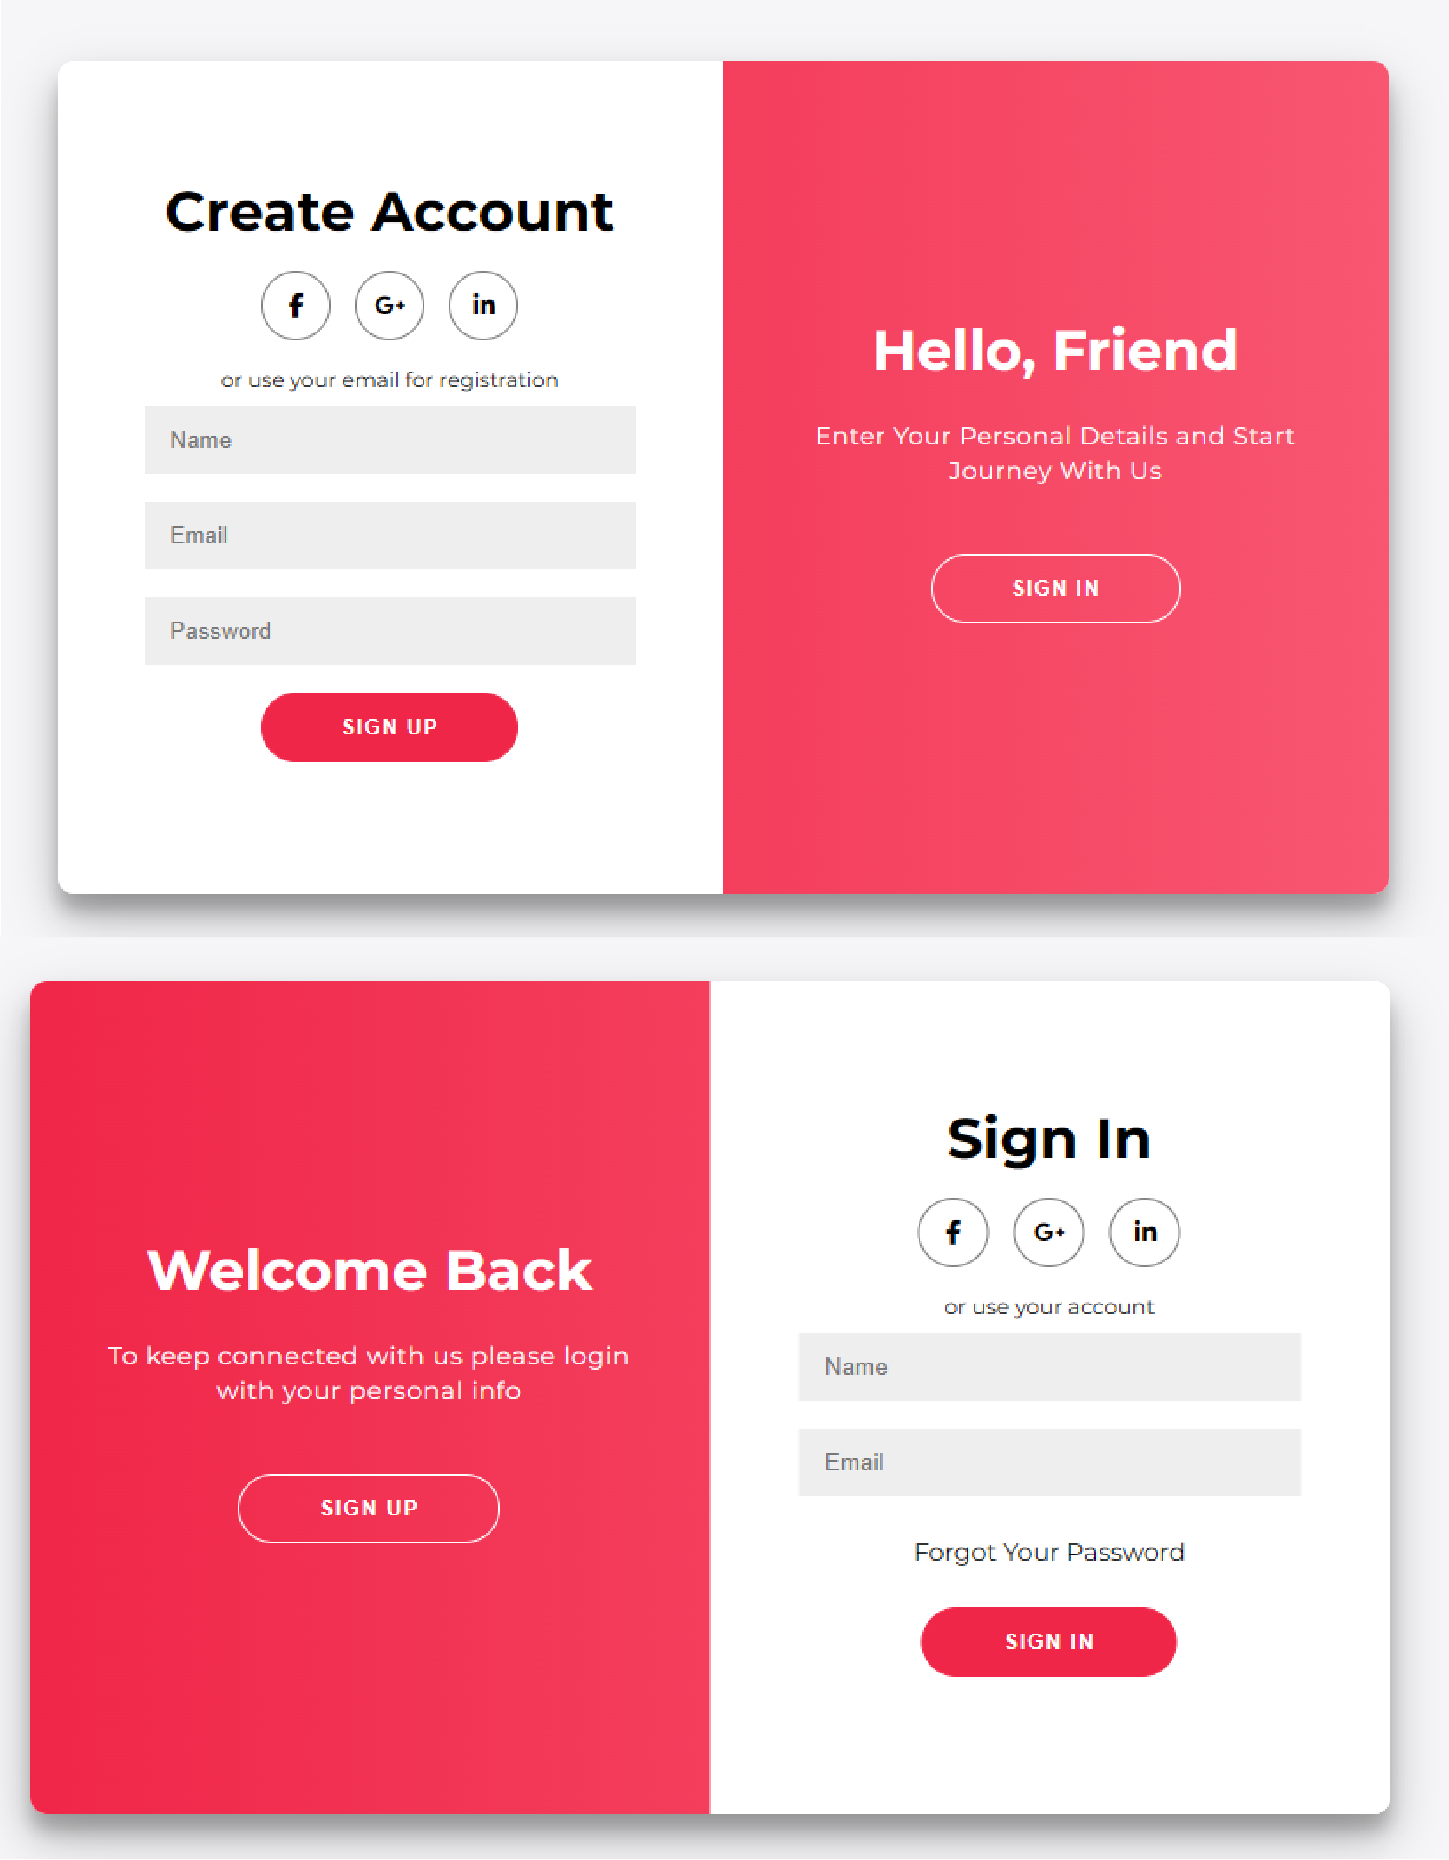 Create Account
f G+ in
or use your email for registration
Name
Email
Password
SIGN UP
Hello, Friend
Enter Your Personal Details and Start
Journey With Us
SIGN IN
Welcome Back
To keep connected with us please login
with your personal info
SIGN UP
Sign In
f G+ in
or use your account
Name
Email
Forgot Your Password
SIGN IN